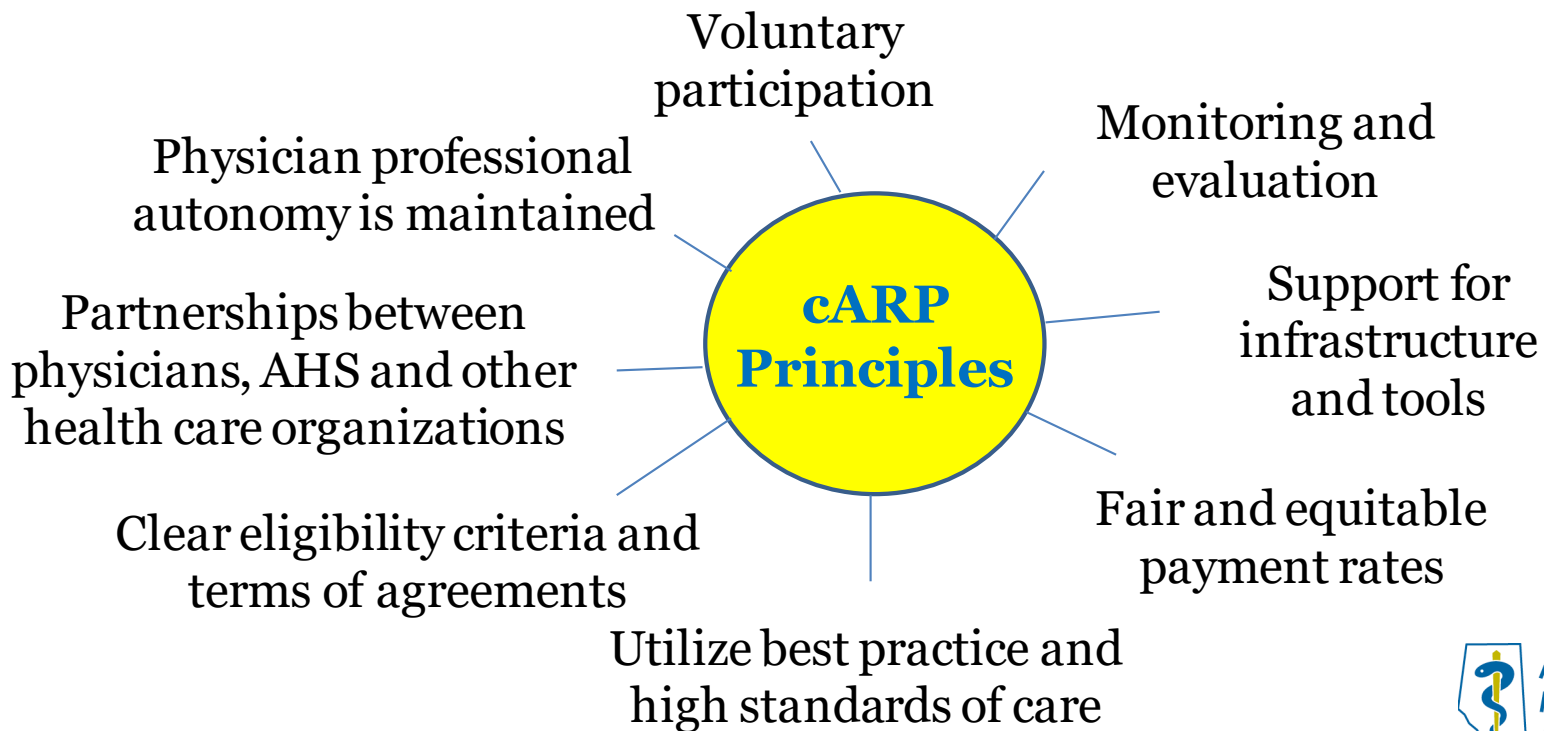 Voluntary
participation
Monitoring and
evaluation
Physician professional
autonomy is maintained
cARP
Principles
Support for
infrastructure
and tools
Partnerships between
physicians, AHS and other
health care organizations
Fair and equitable
payment rates
Clear eligibility criteria and
terms of agreements
Utilize best practice and
high standards of care